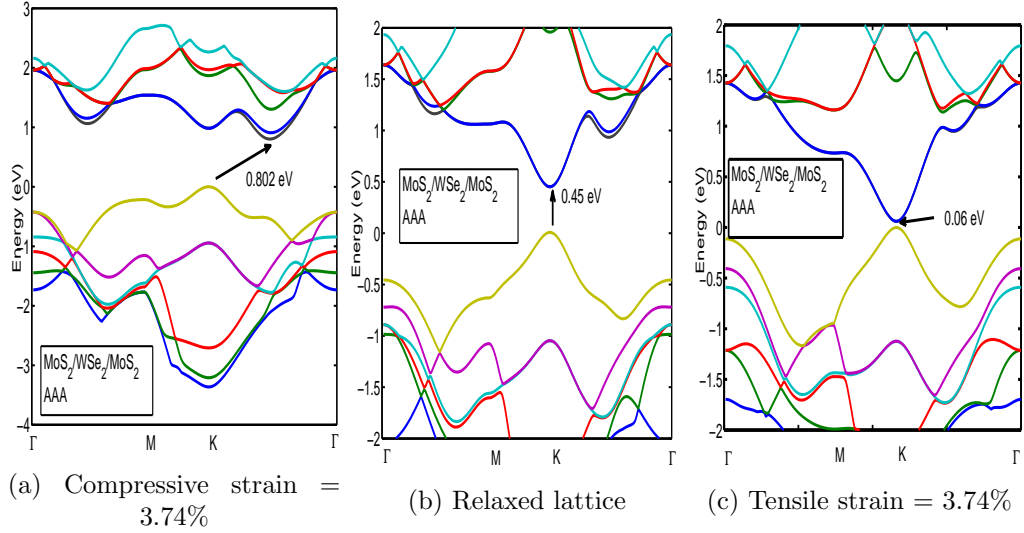 3
2
1
0
−1
−2
−3
−4
Energy (eV)
0.802 eV
MoS2/WSe2/MoS2
AAA
Γ
M
K
Γ
(a) Compressive strain =
3.74%
2
1.5
1
0.5
0
−0.5
−1
−1.5
−2
Energy (eV)
MoS2/WSe2/MoS2
AAA
0.45 eV
Γ
M
K
Γ
(b) Relaxed lattice
2
1.5
1
0.5
0
−0.5
−1
−1.5
−2
Energy (eV)
MoS2/WSe2/MoS2
AAA
0.06 eV
Γ
M
K
Γ
(c) Tensile strain = 3.74%